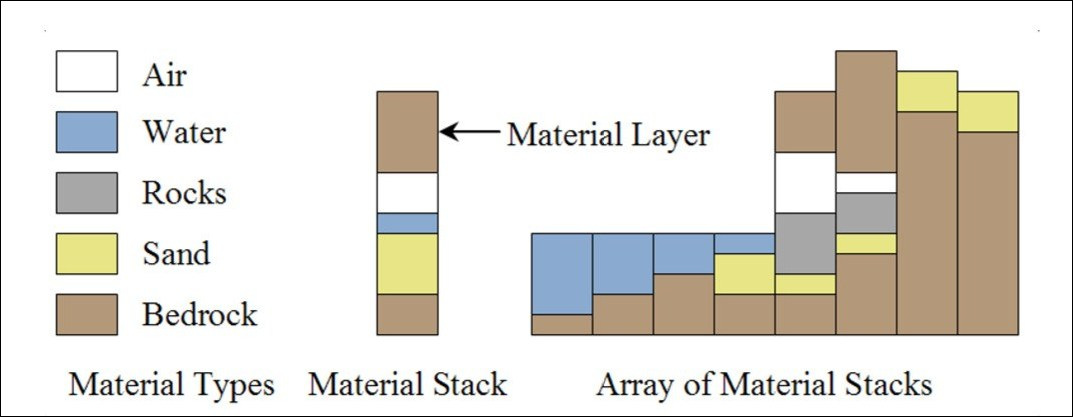 Air
Water
Rocks
Sand
Bedrock
Material Layer
Material Types
Material Stack
Array of Material Stacks